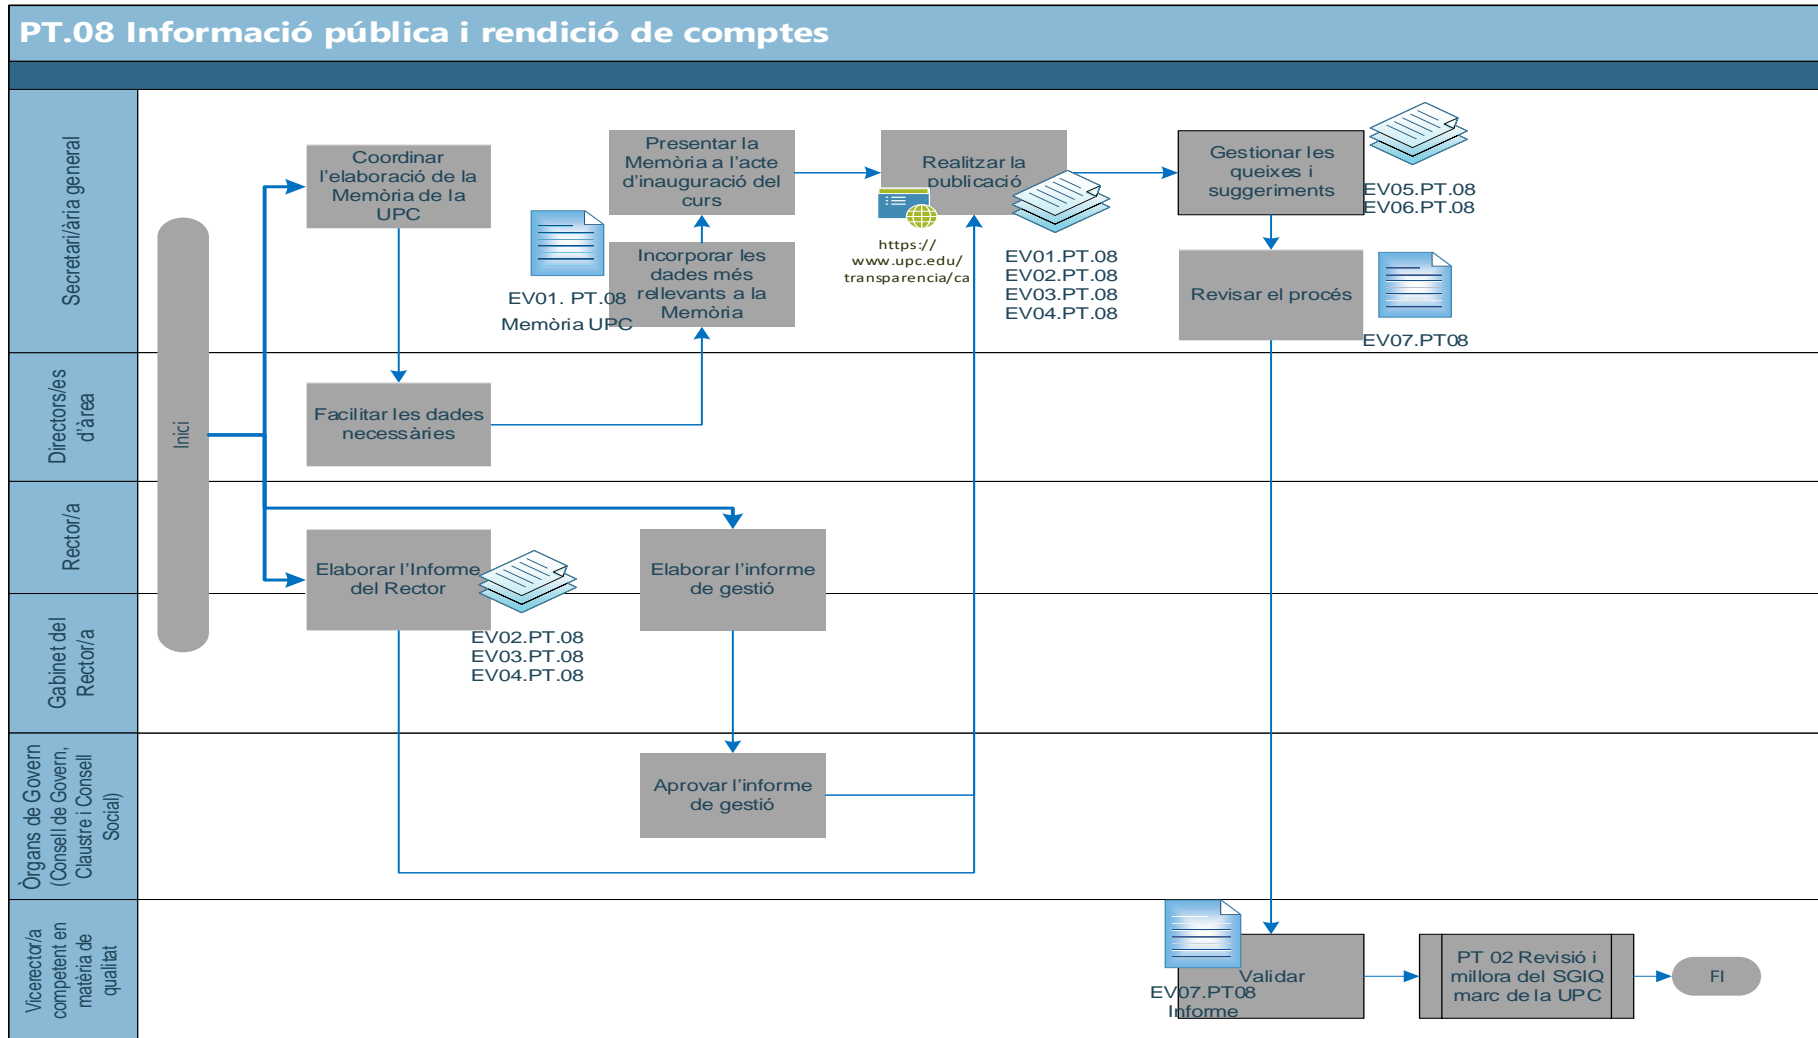 PT.08 Informació pública i rendició de comptes
Secretari/ària general
Coordinar
l'elaboració de la
Memòria de la
UPC
EV01. PT.08
Memòria UPC
Presentar la
Memòria a l'acte
d'inauguració del
curs
Incorporar les
dades més
rellevants a la
Memòria
Realitzar la
publicació
https://
www.upc.edu/
transparencia/ca
EV01.PT.08
EV02.PT.08
EV03.PT.08
EV04.PT.08
Gestionar les
queixes i
suggeriments
EV05.PT.08
EV06.PT.08
Revisar el procés
EV07.PT08
Directors/es
d'àrea
Inici
Facilitar les dades
necessàries
Rector/a
Elaborar l'Informe
del Rector
EV02.PT.08
EV03.PT.08
EV04.PT.08
Elaborar l'informe
de gestió
Gabinet del
Rector/a
Òrgans de Govern
(Consell de Govern,
Claustre i Consell
Social)
Aprovar l'informe
de gestió
Vicerector/a
competent en
matèria de
qualitat
Validar
EV07.PT08
Informe
PT 02 Revisió i
millora del SGIQ
marc de la UPC
FI